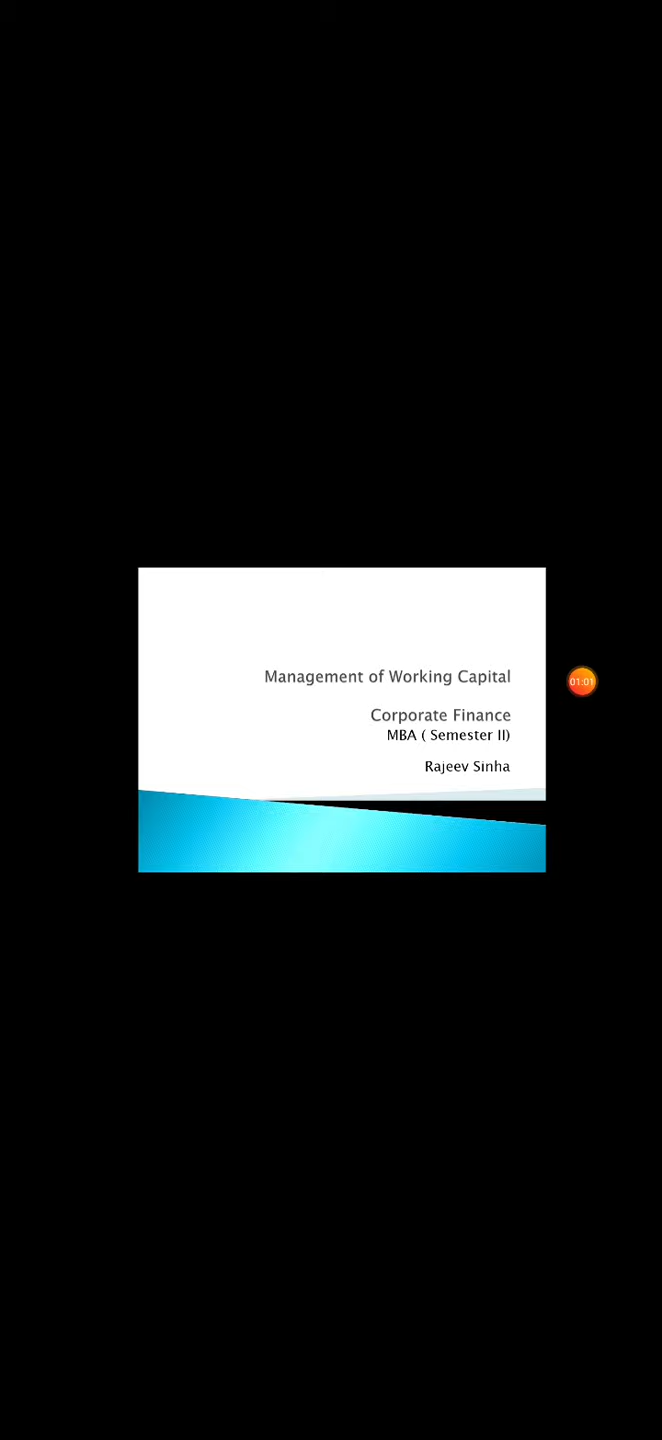 Management of Working Capital
01:01
Corporate Finance
MBA ( Semester II)
Rajeev Sinha